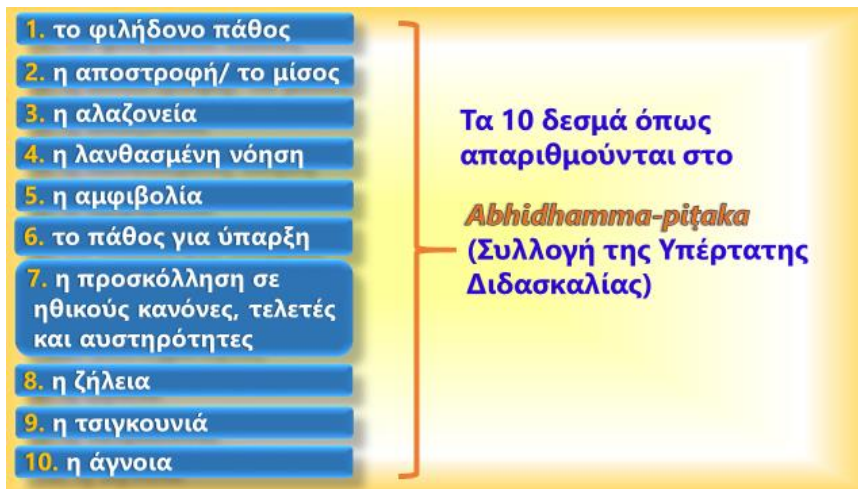 1. το φιλήδονο πάθος
2. η αποστροφή/ το μίσος
3. η αλαζονεία
4. η λανθασμένη νόηση
5. η αμφιβολία
6. το πάθος για ύπαρξη
7. η προσκόλληση σε
ηθικούς κανόνες, τελετές
και αυστηρότητες
8. η ζήλεια
9. η τσιγκουνιά
10. η άγνοια
Τα 10 δεσμά όπως
απαριθμούνται στο
Abhidhamma-piṭaka
(Συλλογή της Υπέρτατης
Διδασκαλίας)